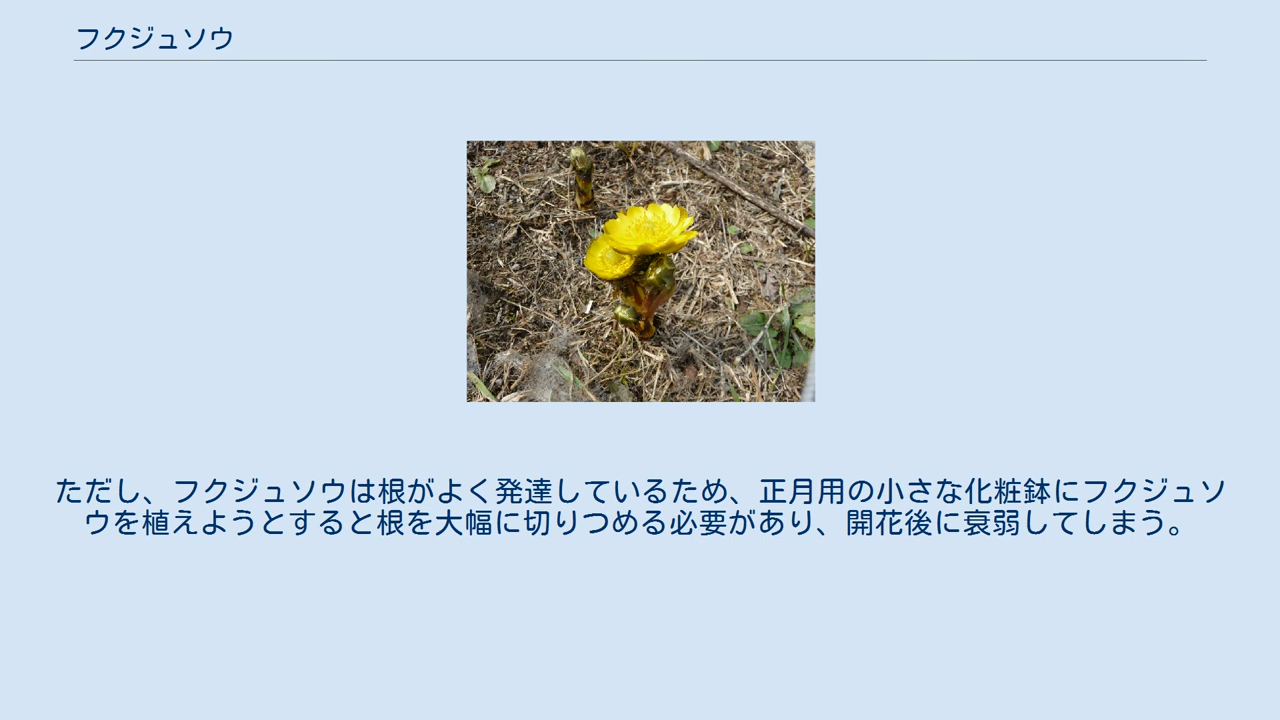 フクジュソウ
ただし、フクジュソウは根がよく発達しているため、正月用の小さな化粧鉢にフクジュソ
ウを植えようとすると根を大幅に切りつめる必要があり、開花後に衰弱してしまう。